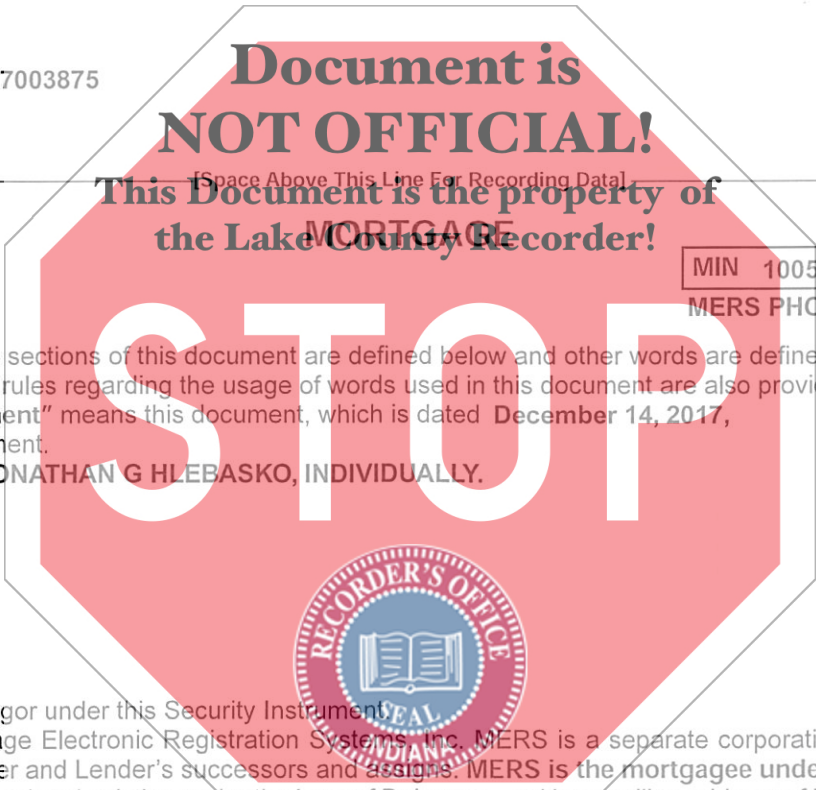 Document is
7003875
NOT OFFICIAL!
[Space Above This Line For Recording Data]
This Document is the property of
MORTGAGE
the Lake County Recorder!
MIN 1005
MERS PHO
STOP
sections of this document are defined below and other words are define
rules regarding the usage of words used in this document are also provi
ent" means this document, which is dated December 14, 2017,
ent.
ONATHAN G HLEBASKO, INDIVIDUALLY.
RECORDER'S OFFICE
SEAL
INDIANA
gor under this Security Instrument.
ge Electronic Registration Systems, Inc. MERS is a separate corporati
er and Lender's successors and assigns. MERS is the mortgagee unde